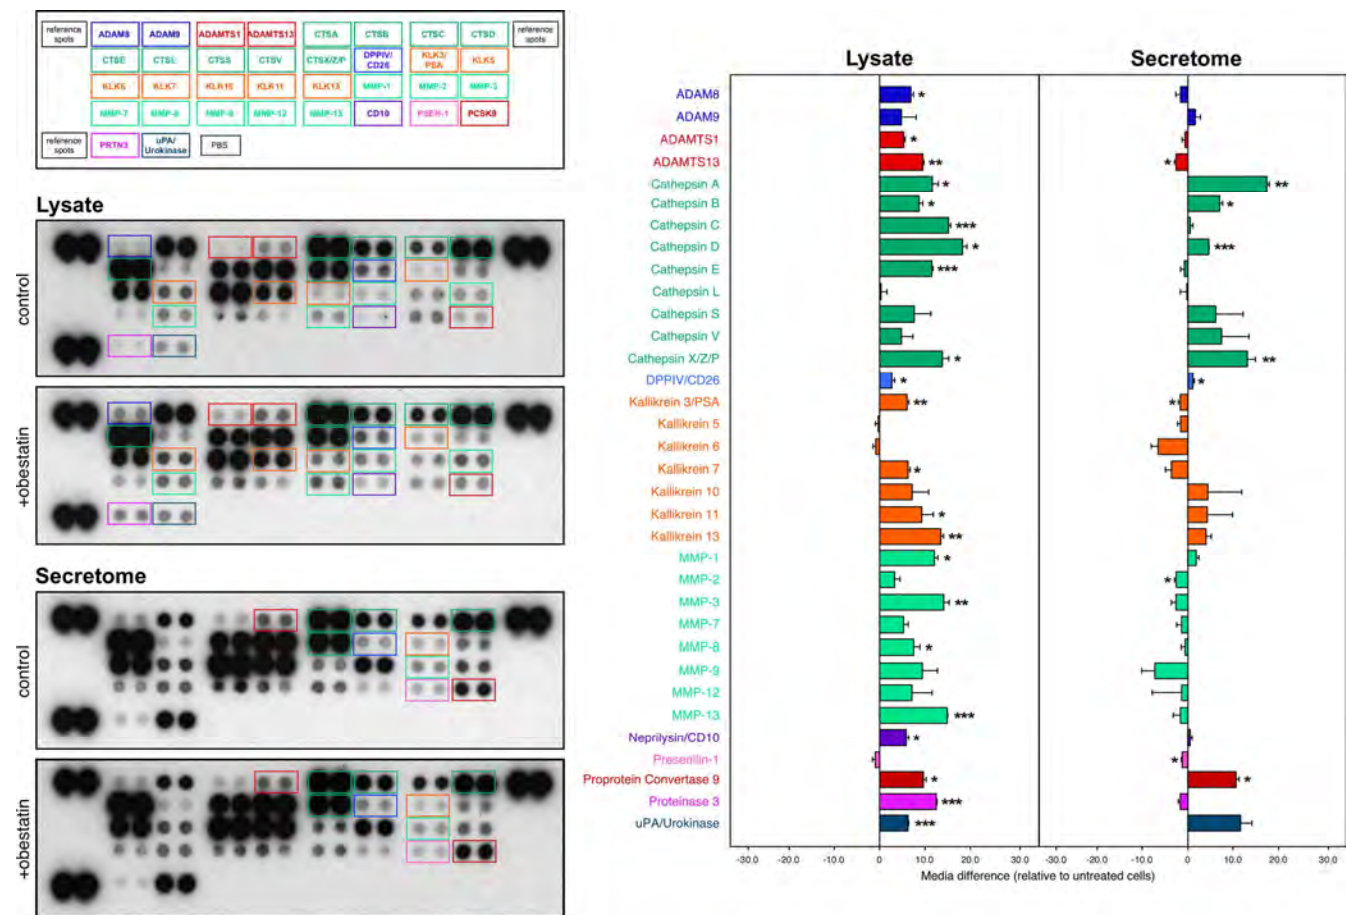 reference spots ADAM8 ADAM9 ADAMTS1 ADAMTS13 CTSA CTSB CTSC CTSD reference spots
CTSE CTSL CTSS CTSV CTSX/Z/P DPPIV/CD26 KLK3/PSA KLK5
KLK6 KLK7 KLK10 KLK11 KLK13 MMP-1 MMP-2 MMP-3
MMP-7 MMP-8 MMP-9 MMP-12 MMP-13 CD10 PSEN-1 PCSK9
reference spots PRTN3 uPA/Urokinase PBS
Lysate
control
+obestatin
Secretome
control
+obestatin
Lysate Secretome
ADAM8 * 
ADAM9
ADAMTS1 *
ADAMTS13 ** *
Cathepsin A * **
Cathepsin B * *
Cathepsin C ***
Cathepsin D * ***
Cathepsin E ***
Cathepsin L
Cathepsin S
Cathepsin V
Cathepsin X/Z/P * **
DPPIV/CD26 * *
Kallikrein 3/PSA ** *
Kallikrein 5
Kallikrein 6
Kallikrein 7 *
Kallikrein 10
Kallikrein 11 *
Kallikrein 13 **
MMP-1 *
MMP-2 *
MMP-3 **
MMP-7
MMP-8 *
MMP-9
MMP-12
MMP-13 ***
Neprilysin/CD10 *
Presenilin-1 *
Proprotein Convertase 9 * *
Proteinase 3 ***
uPA/Urokinase ***
-30.0 -20.0 -10.0 0 10.0 20.0 30.0 -30.0 -20.0 -10.0 0 10.0 20.0 30.0
Media difference (relative to untreated cells)